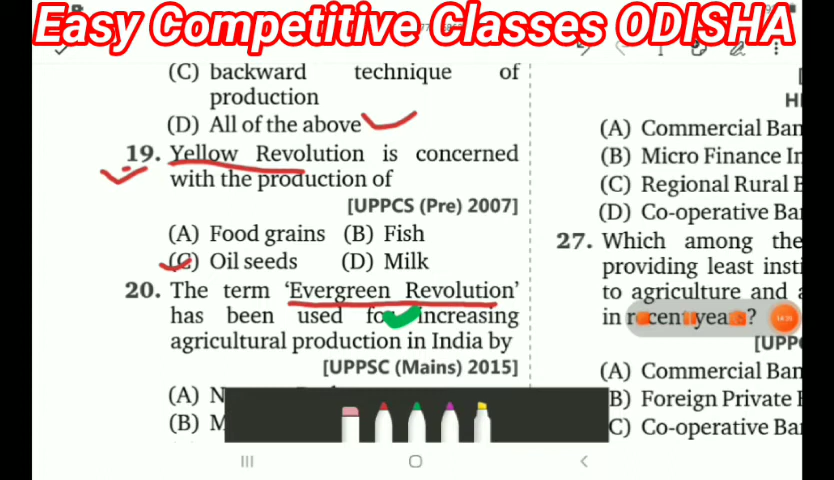 Easy Competitive Classes ODISHA
(C) backward technique of
production
(D) All of the above
19. Yellow Revolution is concerned
with the production of
[UPPCS (Pre) 2007]
(A) Food grains (B) Fish
(C) Oil seeds (D) Milk
20. The term ‘Evergreen Revolution’
has been used for increasing
agricultural production in India by
[UPPSC (Mains) 2015]
(A)
(B)
(A) Commercial Ban
(B) Micro Finance In
(C) Regional Rural
(D) Co-operative Ba
27. Which among the
providing least insti
to agriculture and
in recent years?
[UPP
(A) Commercial Ban
B) Foreign Private
C) Co-operative Ba